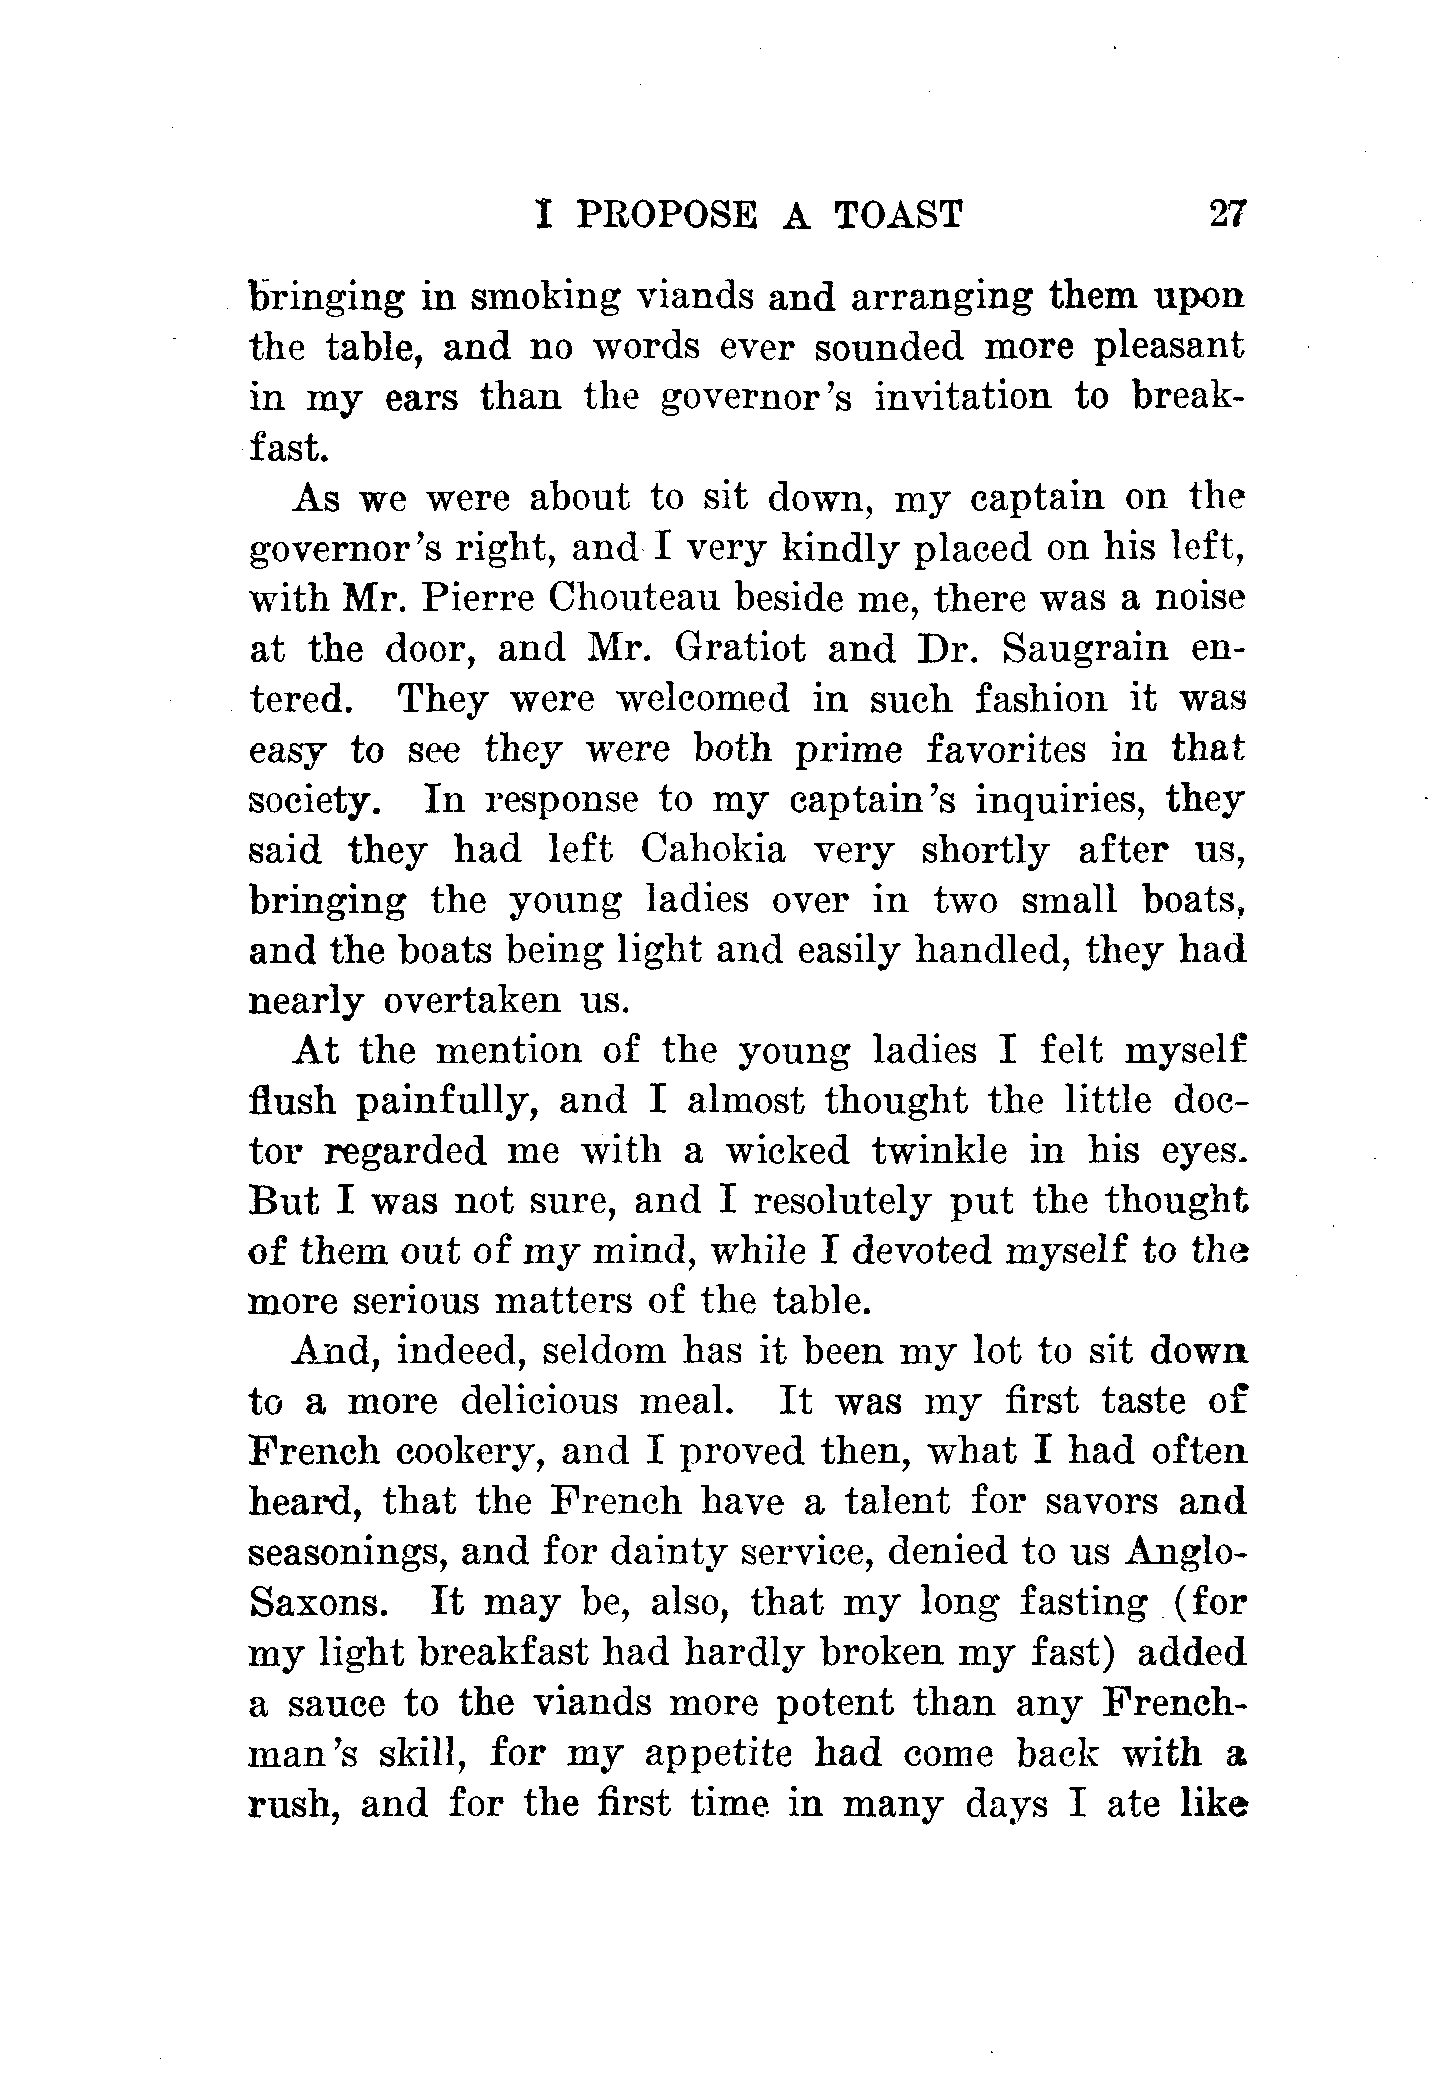 I PROPOSE A TOAST 27
bringing in smoking viands and arranging them upon
the table, and no words ever sounded more pleasant
in my ears than the governor's invitation to break-
fast.
As we were about to sit down, my captain on the
governor's right, and I very kindly placed on his left,
with Mr. Pierre Chouteau beside me, there was a noise
at the door, and Mr. Gratiot and Dr. Saugrain en-
tered. They were welcomed in such fashion it was
easy to see they were both prime favorites in that
society. In response to my captain's inquiries, they
said they had left Cahokia very shortly after us,
bringing the young ladies over in two small boats,
and the boats being light and easily handled, they had
nearly overtaken us.
At the mention of the young ladies I felt myself
flush painfully, and I almost thought the little doc-
tor regarded me with a wicked twinkle in his eyes.
But I was not sure, and I resolutely put the thought
of them out of my mind, while I devoted myself to the
more serious matters of the table.
And, indeed, seldom has it been my lot to sit down
to a more delicious meal. It was my first taste of
French cookery, and I proved then, what I had often
heard, that the French have a talent for savors and
seasonings, and for dainty service, denied to us Anglo-
Saxons. It may be, also, that my long fasting (for
my light breakfast had hardly broken my fast) added
a sauce to the viands more potent than any French-
man's skill, for my appetite had come back with a
rush, and for the first time in many days I ate like